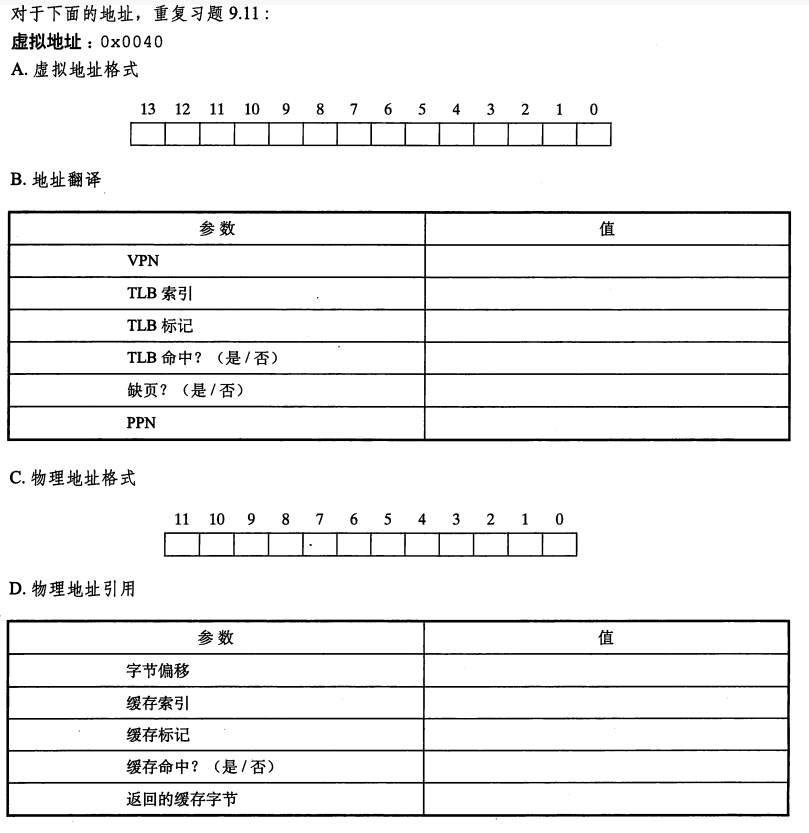 对于下面的地址，重复习题 9.11：
虚拟地址：0x0040
A. 虚拟地址格式
13 12 11 10 9 8 7 6 5 4 3 2 1 0
B. 地址翻译
参数 值
VPN
TLB 索引
TLB 标记
TLB 命中？（是 / 否）
缺页？（是 / 否）
PPN
C. 物理地址格式
11 10 9 8 7 6 5 4 3 2 1 0
D. 物理地址引用
参数 值
字节偏移
缓存索引
缓存标记
缓存命中？（是 / 否）
返回的缓存字节